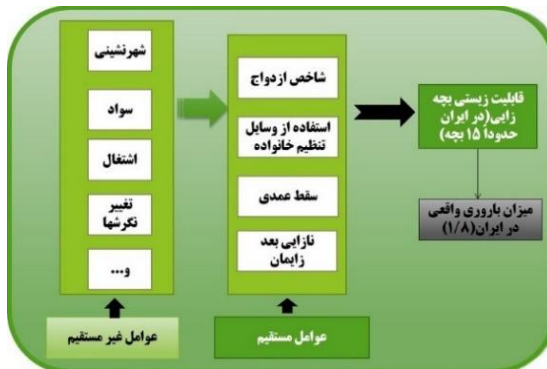 شهرنشینی
سواد
اشتغال
تغییر
نگرشها
و...
عوامل غیر مستقیم
شاخص ازدواج
استفاده از وسایل
تنظیم خانواده
سقط عمدی
نازایی بعد
زایمان
عوامل مستقیم
قابلیت زیستی بچه
زایی(در ایران
حدوداً ۱۵ بچه)
میزان باروری واقعی
در ایران(۱/۸)